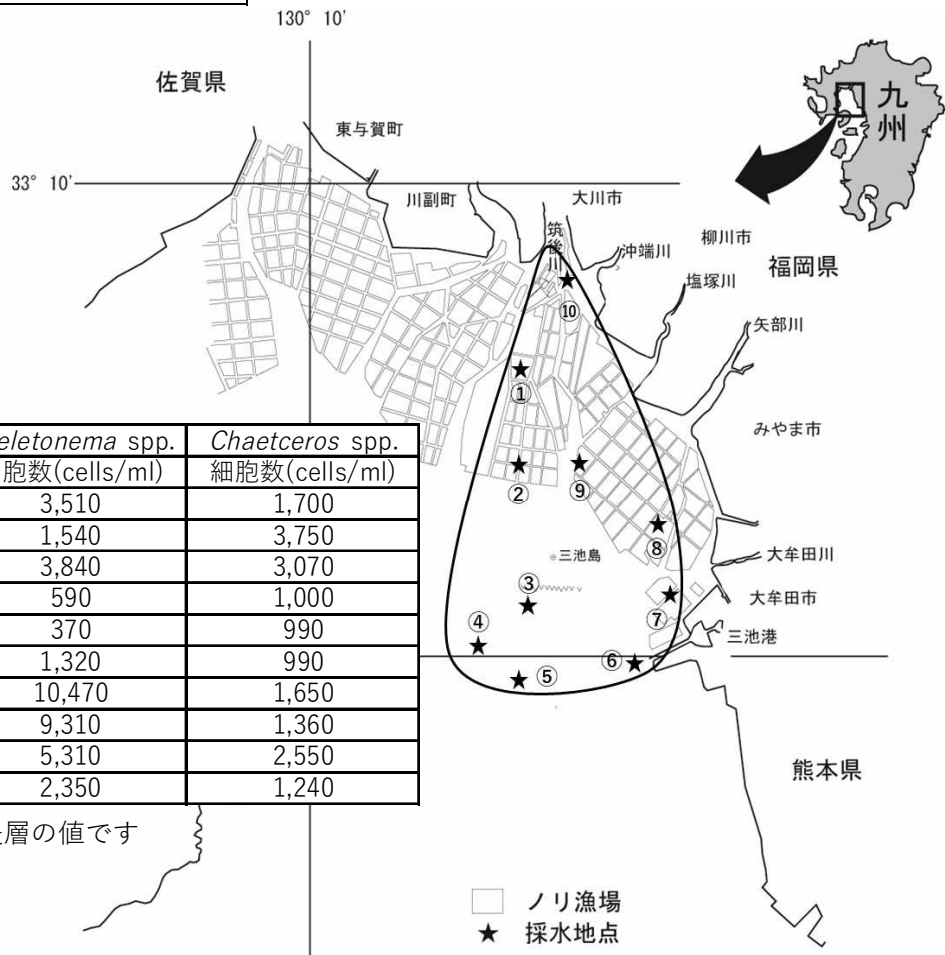 130° 10'
佐賀県
東与賀町
九州
33° 10'
川副町
大川市
筑後川
沖端川
柳川市
福岡県
塩塚川
⑩
矢部川
①
みやま市
②
⑨
⑧
三池島
大牟田川
③
大牟田市
⑦
④
三池港
⑥
⑤
熊本県
eletonema spp. Chaetceros spp.
胞数(cells/ml) 細胞数(cells/ml)
3,510 1,700
1,540 3,750
3,840 3,070
590 1,000
370 990
1,320 990
10,470 1,650
9,310 1,360
5,310 2,550
2,350 1,240
層の値です
ノリ漁場
★ 採水地点